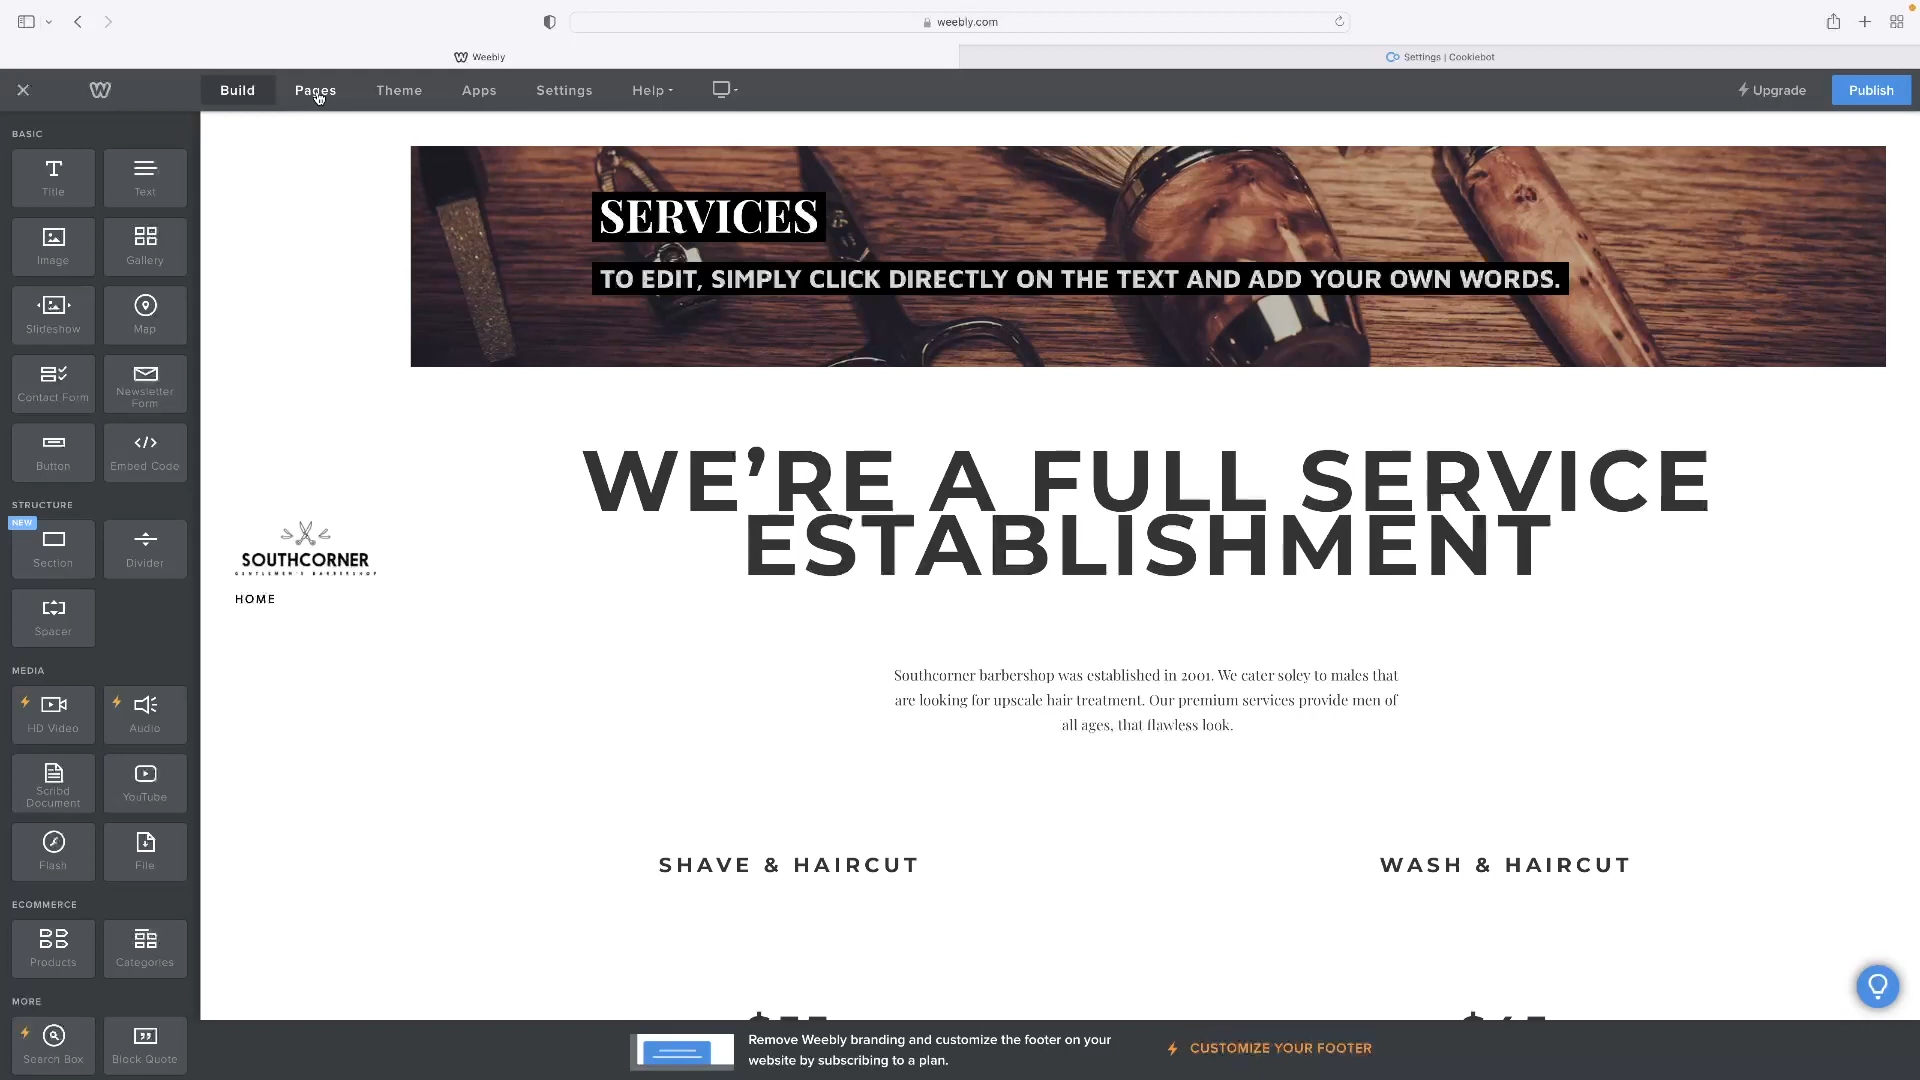 weebly.com
Weebly
Settings | Cookiebot
Build
Pages
Theme
Apps
Settings
Help
Upgrade
Publish
BASIC
Title
Text
Image
Gallery
Slideshow
Map
Contact Form
Newsletter
Form
Button
Embed Code
STRUCTURE
NEW
Section
Divider
Spacer
MEDIA
HD Video
Audio
Scribd
Document
YouTube
Flash
File
ECOMMERCE
Products
Categories
MORE
Search Box
Block Quote
SERVICES
TO EDIT, SIMPLY CLICK DIRECTLY ON THE TEXT AND ADD YOUR OWN WORDS.
SOUTHCORNER
GENTLEMEN'S BARBERSHOP
HOME
WE’RE A FULL SERVICE
ESTABLISHMENT
Southcorner barbershop was established in 2001. We cater soley to males that
are looking for upscale hair treatment. Our premium services provide men of
all ages, that flawless look.
SHAVE & HAIRCUT
WASH & HAIRCUT
Remove Weebly branding and customize the footer on your
website by subscribing to a plan.
CUSTOMIZE YOUR FOOTER